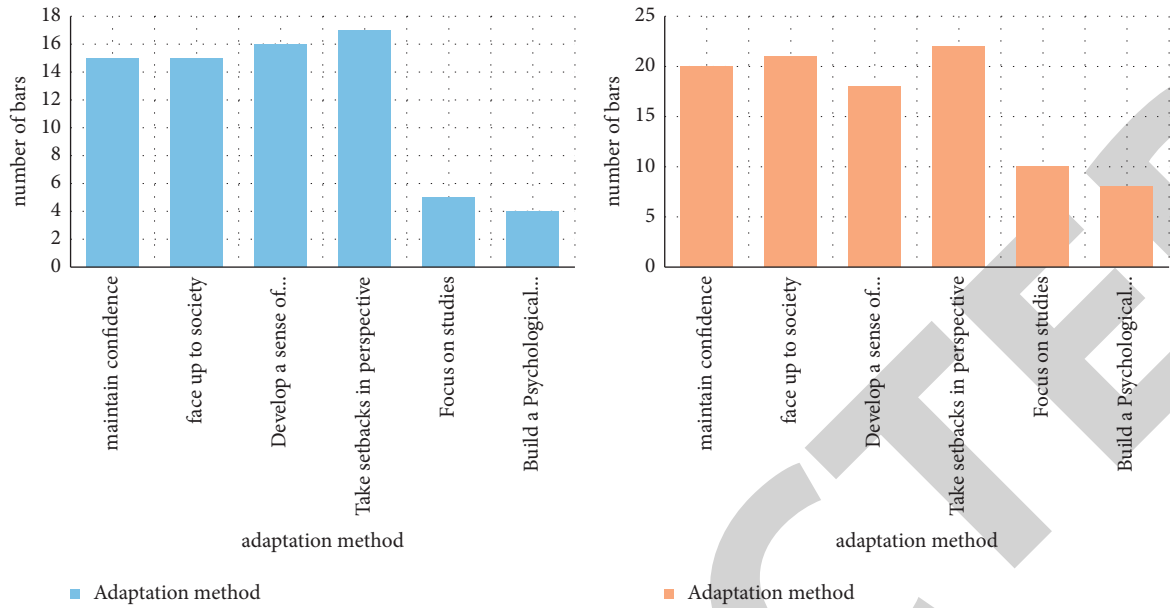 18
16
14
12
10
8
6
4
2
0
number of bars
maintain confidence
face up to society
Develop a sense of...
Take setbacks in perspective
Focus on studies
Build a Psychological...
adaptation method
Adaptation method
25
20
15
10
5
0
number of bars
maintain confidence
face up to society
Develop a sense of...
Take setbacks in perspective
Focus on studies
Build a Psychological...
adaptation method
Adaptation method
CTE